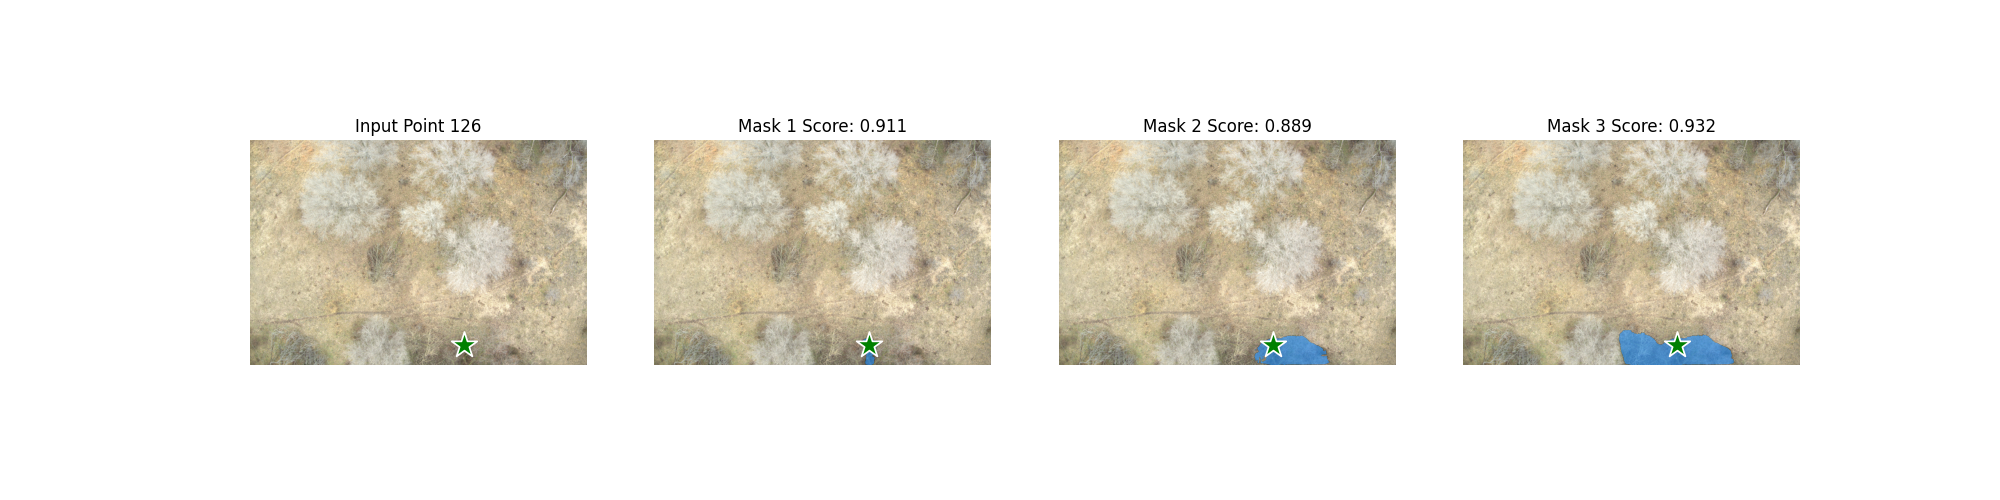 Input Point 126
Mask 1 Score: 0.911
Mask 2 Score: 0.889
Mask 3 Score: 0.932